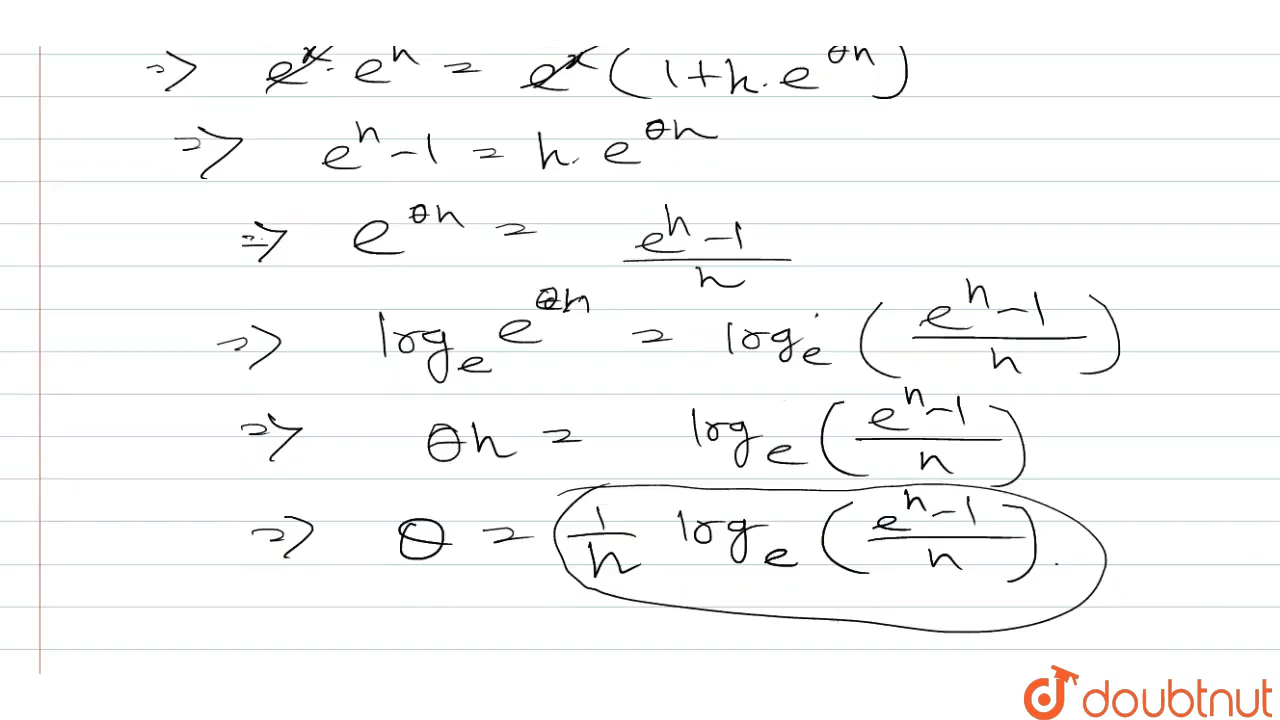 => e^x · e^h = e^x (1+h.e^θh)
=> e^h - 1 = h. e^θh
=> e^θh = (e^h - 1)/h
=> log_e e^θh = log_e ((e^h - 1)/h)
=> θh = log_e ((e^h - 1)/h)
=> θ = 1/h log_e ((e^h - 1)/h).
doubtnut